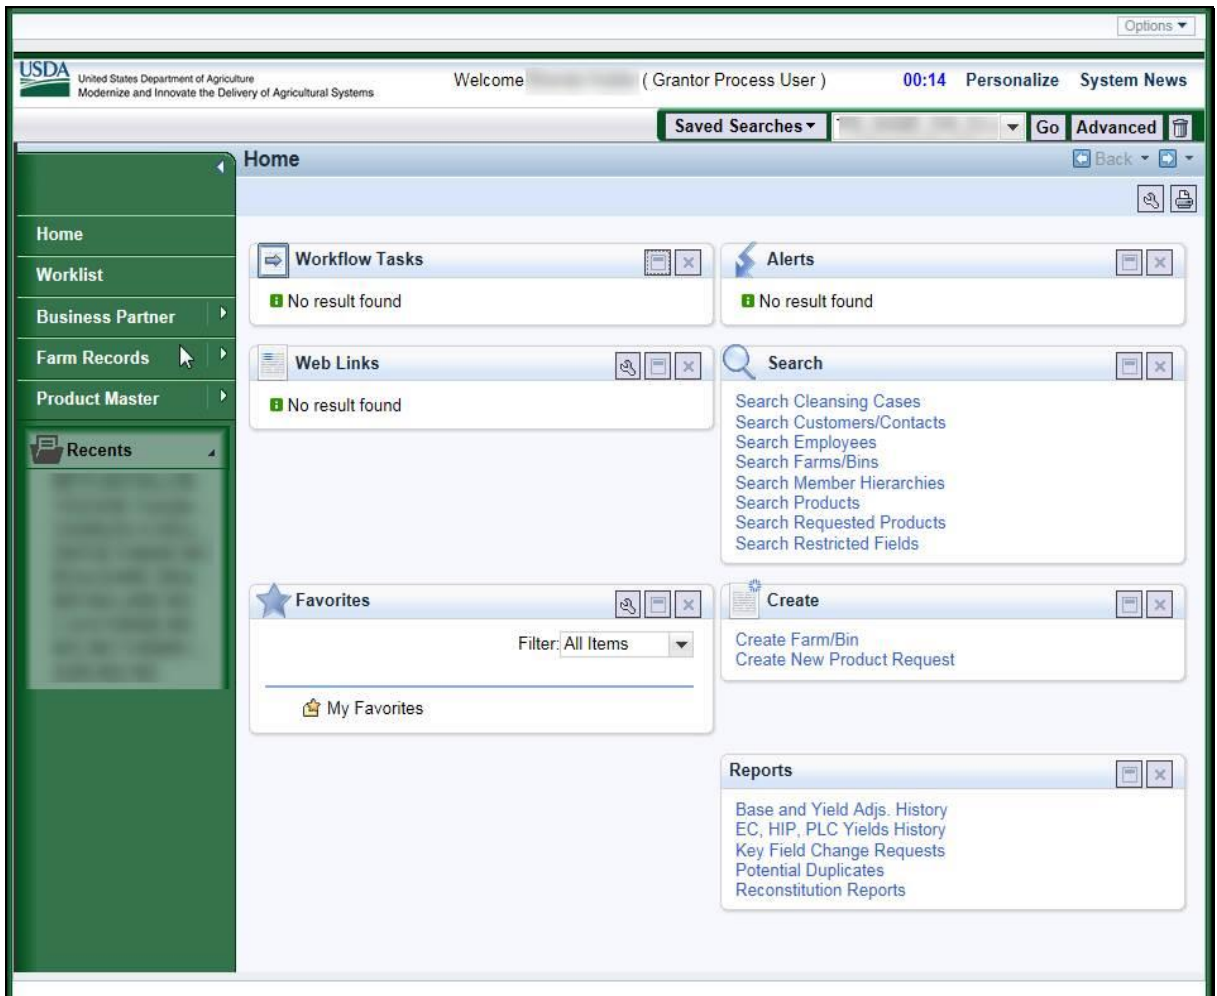 Options
USDA
United States Department of Agriculture
Modernize and Innovate the Delivery of Agricultural Systems
Welcome ( Grantor Process User ) 00:14 Personalize System News
Saved Searches Go Advanced
Home
Back
Home
Worklist
Business Partner
Farm Records
Product Master
Recents
Workflow Tasks
No result found
Alerts
No result found
Web Links
No result found
Search
Search Cleansing Cases
Search Customers/Contacts
Search Employees
Search Farms/Bins
Search Member Hierarchies
Search Products
Search Requested Products
Search Restricted Fields
Favorites
Filter: All Items
My Favorites
Create
Create Farm/Bin
Create New Product Request
Reports
Base and Yield Adjs. History
EC, HIP, PLC Yields History
Key Field Change Requests
Potential Duplicates
Reconstitution Reports